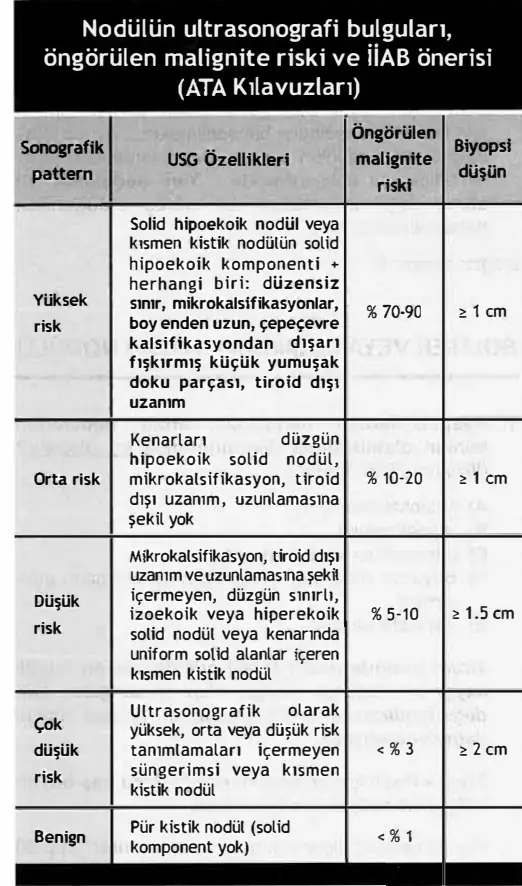 Nodülün ultrasonografi bulguları,
öngörülen malignite riski ve İİAB önerisi
(ATA Kılavuzları)
Sonografik
pattern
USG Özellikleri
Öngörülen
malignite
riski
Biyopsi
düşün
Yüksek
risk
Solid hipoekoik nodül veya
kısmen kistik nodülün solid
hipoekoik komponenti +
herhangi biri: düzensiz
sınır, mikrokalsifikasyonlar,
boy enden uzun, çepeçevre
kalsifikasyondan dışarı
fışkırmış küçük yumuşak
doku parçası, tiroid dışı
uzanım
% 70-90
≥ 1 cm
Orta risk
Kenarları düzgün
hipoekoik solid nodül,
mikrokalsifikasyon, tiroid
dışı uzanım, uzunlamasına
şekil yok
% 10-20
≥ 1 cm
Düşük
risk
Mikrokalsifikasyon, tiroid dışı
uzanım ve uzunlamasına şekil
içermeyen, düzgün sınırlı,
izoekoik veya hiperekoik
solid nodül veya kenarında
uniform solid alanlar içeren
kısmen kistik nodül
% 5-10
≥ 1.5 cm
Çok
düşük
risk
Ultrasonografik olarak
yüksek, orta veya düşük risk
tanımlamaları içermeyen
süngerimsi veya kısmen
kistik nodül
< % 3
≥ 2 cm
Benign
Pür kistik nodül (solid
komponent yok)
< % 1